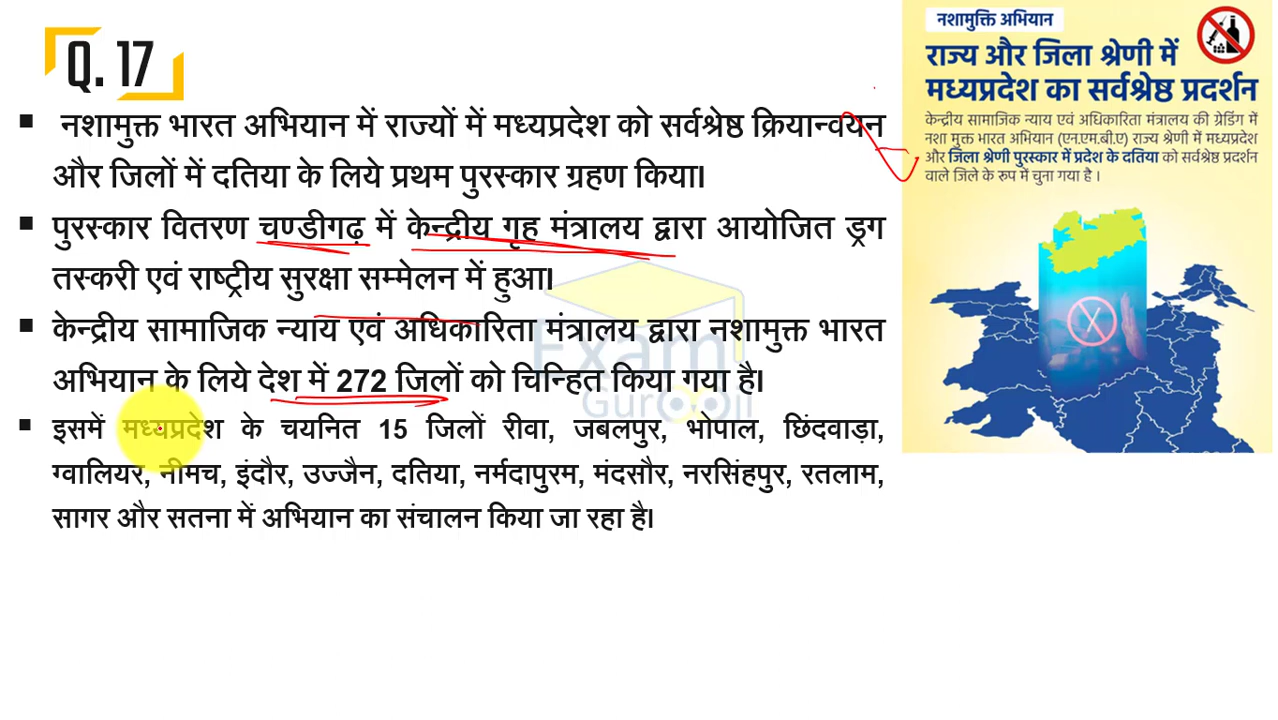 Q. 17
▪ नशामुक्त भारत अभियान में राज्यों में मध्यप्रदेश को सर्वश्रेष्ठ क्रियान्वयन
और जिलों में दतिया के लिये प्रथम पुरस्कार ग्रहण किया।
▪ पुरस्कार वितरण चण्डीगढ़ में केन्द्रीय गृह मंत्रालय द्वारा आयोजित ड्रग
तस्करी एवं राष्ट्रीय सुरक्षा सम्मेलन में हुआ।
▪ केन्द्रीय सामाजिक न्याय एवं अधिकारिता मंत्रालय द्वारा नशामुक्त भारत
अभियान के लिये देश में 272 जिलों को चिन्हित किया गया है।
▪ इसमें मध्यप्रदेश के चयनित 15 जिलों रीवा, जबलपुर, भोपाल, छिंदवाड़ा,
ग्वालियर, नीमच, इंदौर, उज्जैन, दतिया, नर्मदापुरम, मंदसौर, नरसिंहपुर, रतलाम,
सागर और सतना में अभियान का संचालन किया जा रहा है।
नशामुक्ति अभियान
राज्य और जिला श्रेणी में
मध्यप्रदेश का सर्वश्रेष्ठ प्रदर्शन
केन्द्रीय सामाजिक न्याय एवं अधिकारिता मंत्रालय की ग्रेडिंग में
नशा मुक्त भारत अभियान (एन.एम.बी.ए) राज्य श्रेणी में मध्यप्रदेश
और जिला श्रेणी पुरस्कार में प्रदेश के दतिया को सर्वश्रेष्ठ प्रदर्शन
वाले जिले के रूप में चुना गया है ।
Exam
Gurooji